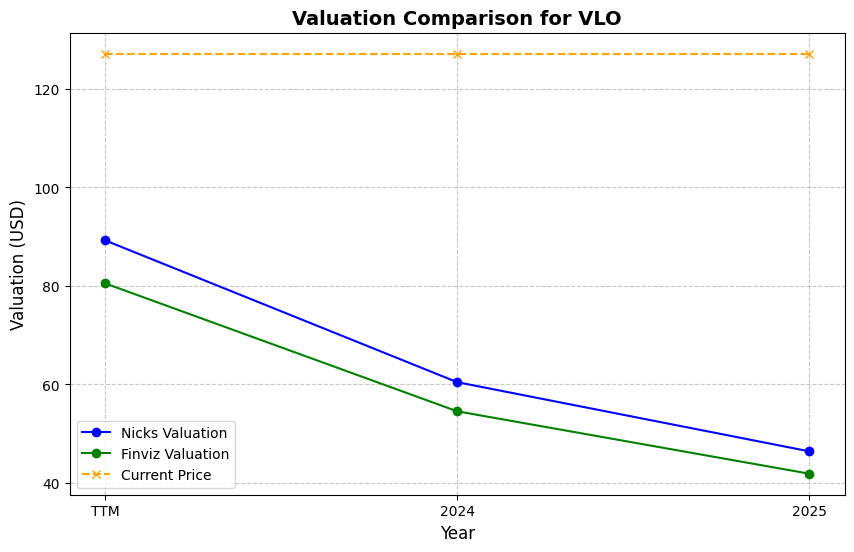 Valuation Comparison for VLO
Valuation (USD)
120
100
80
60
40
Nicks Valuation
Finviz Valuation
Current Price
TTM
2024
2025
Year